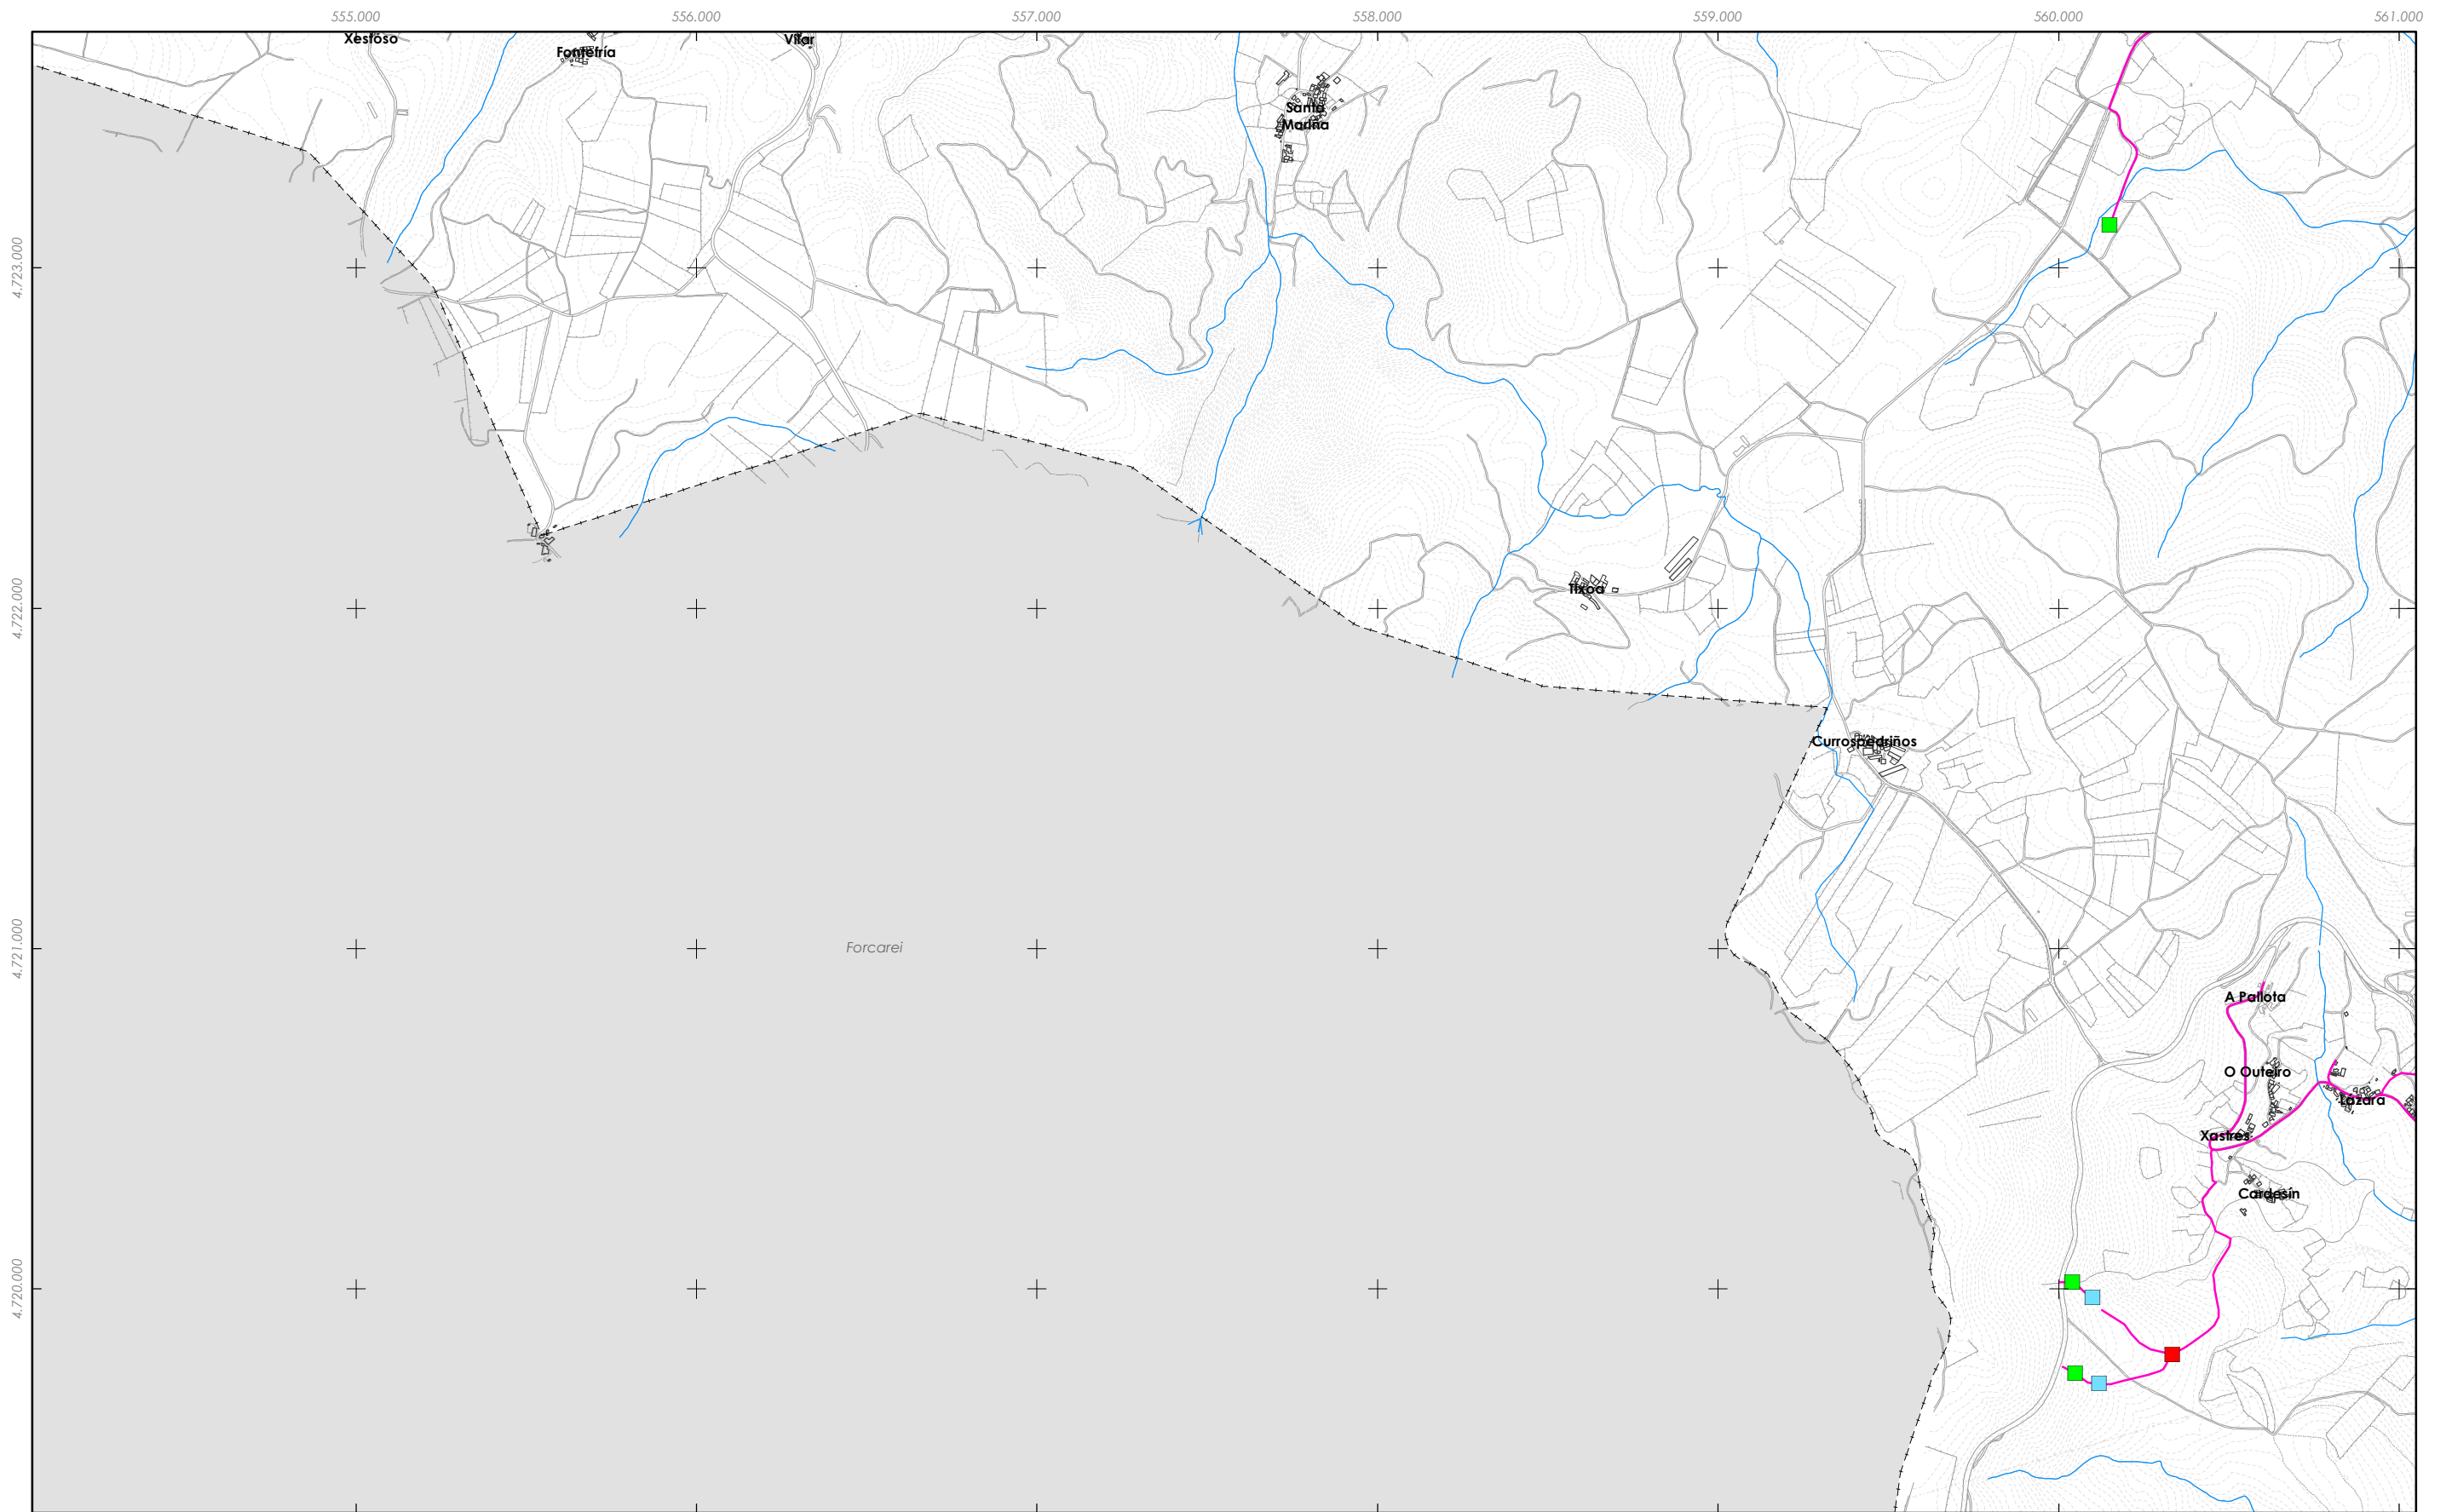 555.000
556.000
557.000
558.000
559.000
560.000
561.000
Xestoso
Fontefría
Vilar
Santa
Mariña
4.723.000
4.722.000
Tixoa
Currospedriños
4.721.000
Forcarei
A Pallota
O Outeiro
Lazara
Xastres
Cardesín
4.720.000